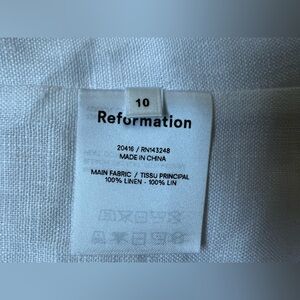 10
Reformation
20416 / RN143248
MADE IN CHINA
MAIN FABRIC / TISSU PRINCIPAL
100% LINEN - 100% LIN